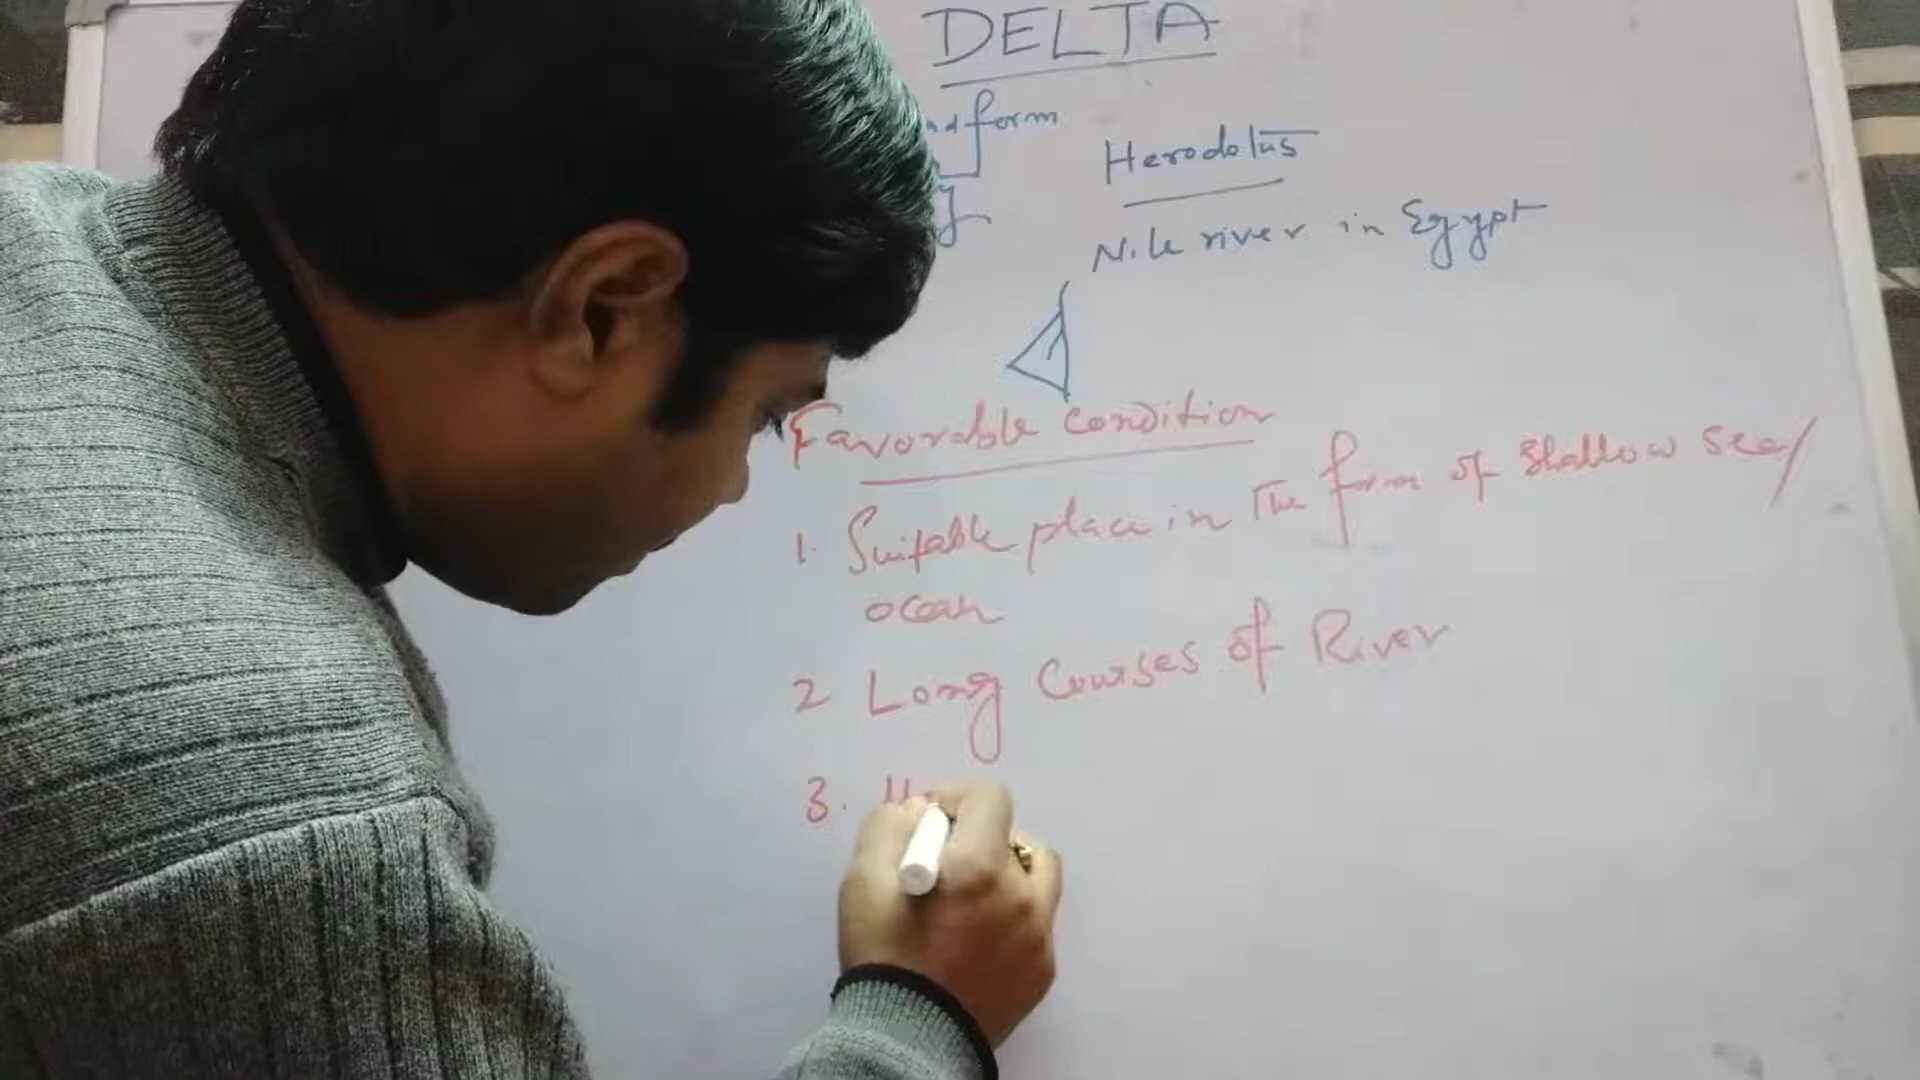 DELTA
form
Herodotus
Nile river in Egypt
Favorable condition
1. Suitable place in the form of shallow sea/
ocean
2 Long Courses of River
3.